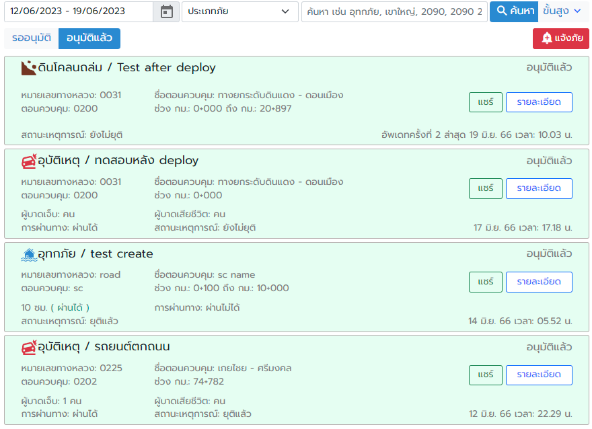 12/06/2023 - 19/06/2023 ประเภทภัย ค้นหา เช่น อุทกภัย, เขาใหญ่, 2090, 2090 2 ค้นหา ขั้นสูง
รออนุมัติ อนุมัติแล้ว แจ้งภัย
ดินโคลนถล่ม / Test after deploy อนุมัติแล้ว
หมายเลขทางหลวง: 0031 ชื่อตอนควบคุม: ทางยกระดับดินแดง - ดอนเมือง
ตอนควบคุม: 0200 ช่วง กม.: 0+000 ถึง กม.: 20+897
แชร์ รายละเอียด
สถานะเหตุการณ์: ยังไม่ยุติ อัพเดทครั้งที่ 2 ล่าสุด 19 มิ.ย. 66 เวลา: 10.03 น.
อุบัติเหตุ / ทดสอบหลัง deploy อนุมัติแล้ว
หมายเลขทางหลวง: 0031 ชื่อตอนควบคุม: ทางยกระดับดินแดง - ดอนเมือง
ตอนควบคุม: 0200 ช่วง กม.: 0+000
แชร์ รายละเอียด
ผู้บาดเจ็บ: คน ผู้บาดเสียชีวิต: คน
การผ่านทาง: ผ่านได้ สถานะเหตุการณ์: ยังไม่ยุติ 17 มิ.ย. 66 เวลา: 17.18 น.
อุทกภัย / test create อนุมัติแล้ว
หมายเลขทางหลวง: road ชื่อตอนควบคุม: sc name
ตอนควบคุม: sc ช่วง กม.: 0+100 ถึง กม.: 10+000
แชร์ รายละเอียด
10 ซม. ( ผ่านได้ ) การผ่านทาง: ผ่านไม่ได้
สถานะเหตุการณ์: ยุติแล้ว 14 มิ.ย. 66 เวลา: 05.52 น.
อุบัติเหตุ / รถยนต์ตกถนน อนุมัติแล้ว
หมายเลขทางหลวง: 0225 ชื่อตอนควบคุม: เกยไชย - ศรีมงคล
ตอนควบคุม: 0202 ช่วง กม.: 74+782
แชร์ รายละเอียด
ผู้บาดเจ็บ: 1 คน ผู้บาดเสียชีวิต: คน
การผ่านทาง: ผ่านได้ สถานะเหตุการณ์: ยุติแล้ว 12 มิ.ย. 66 เวลา: 22.29 น.